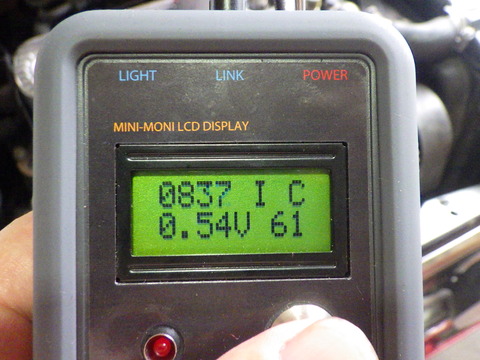 LIGHT LINK POWER
MINI-MONI LCD DISPLAY
0837 I C
0.54V 61